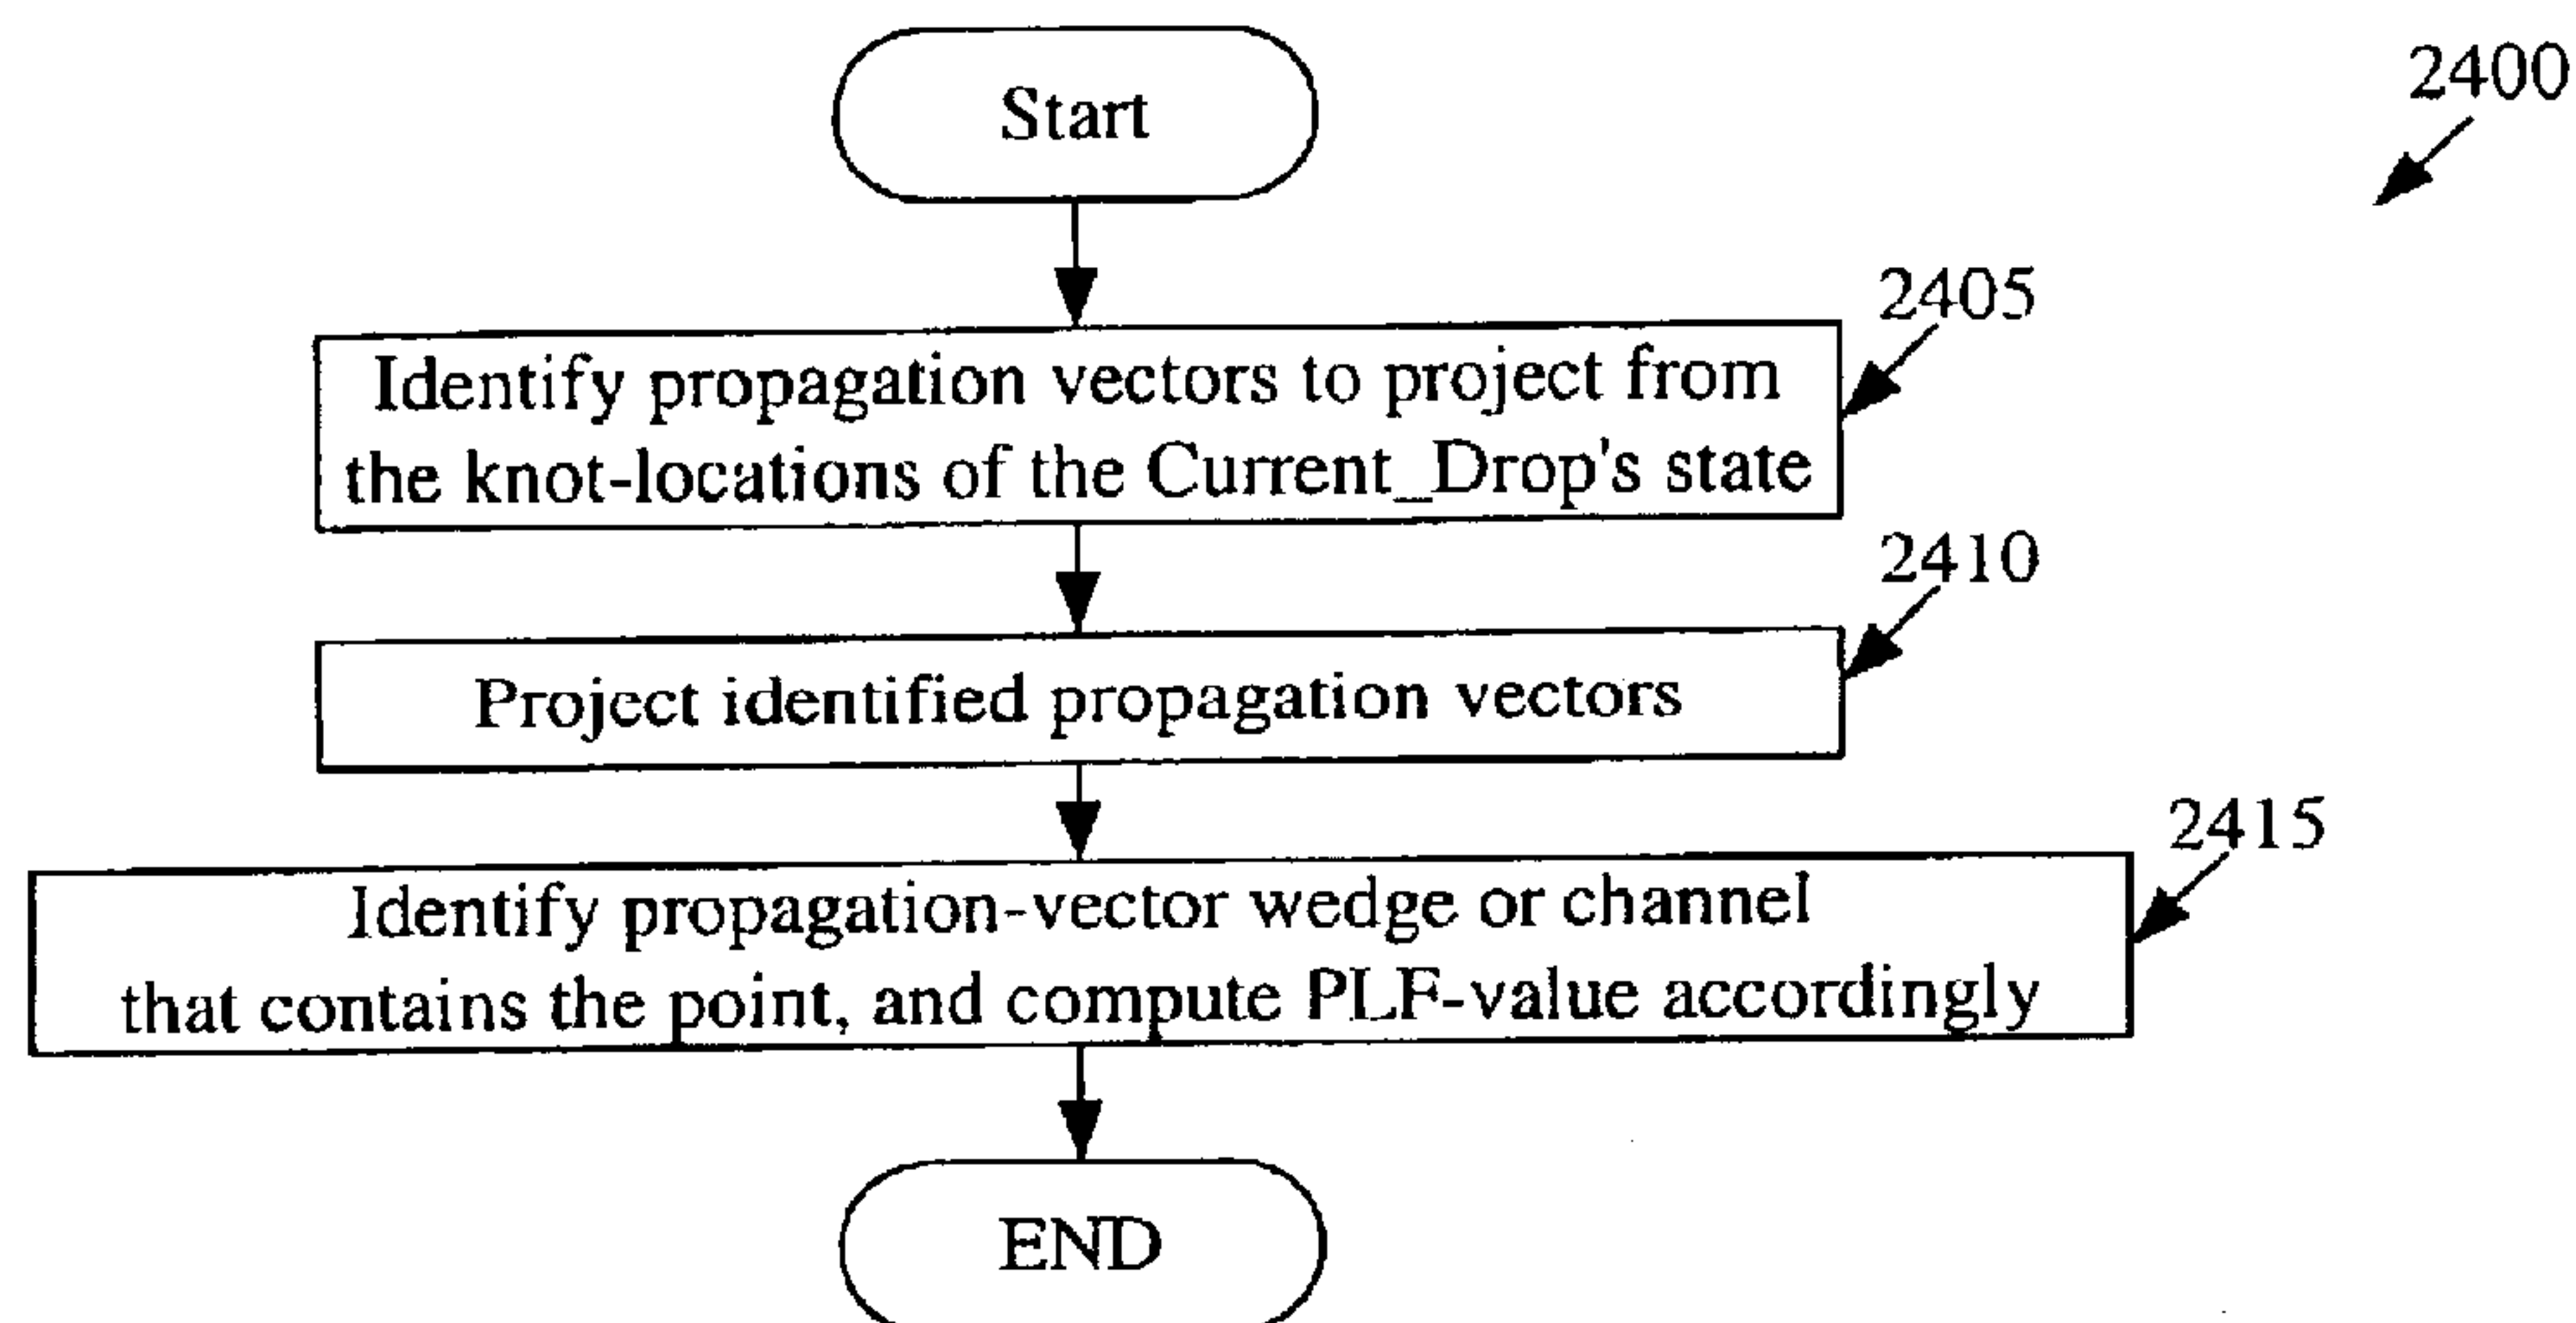 Start
2400
2405
Identify propagation vectors to project from
the knot-locations of the Current_Drop's state
2410
Project identified propagation vectors
2415
Identify propagation-vector wedge or channel
that contains the point, and compute PLF-value accordingly
END